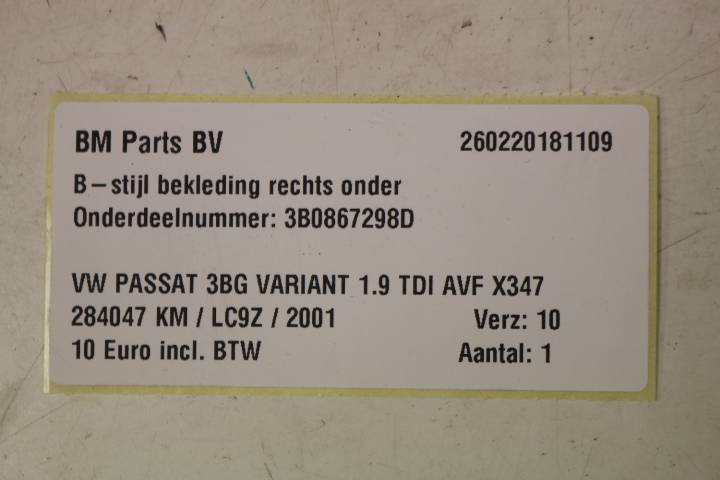 BM Parts BV 260220181109
B-stijl bekleding rechts onder
Onderdeelnummer: 3B0867298D
VW PASSAT 3BG VARIANT 1.9 TDI AVF X347
284047 KM / LC9Z / 2001 Verz: 10
10 Euro incl. BTW Aantal: 1